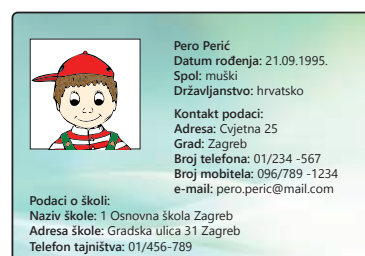 Pero Perić
Datum rođenja: 21.09.1995.
Spol: muški
Državljanstvo: hrvatsko
Kontakt podaci:
Adresa: Cvjetna 25
Grad: Zagreb
Broj telefona: 01/234 -567
Broj mobitela: 096/789 -1234
e-mail: pero.peric@mail.com
Podaci o školi:
Naziv škole: 1 Osnovna škola Zagreb
Adresa škole: Gradska ulica 31 Zagreb
Telefon tajništva: 01/456-789